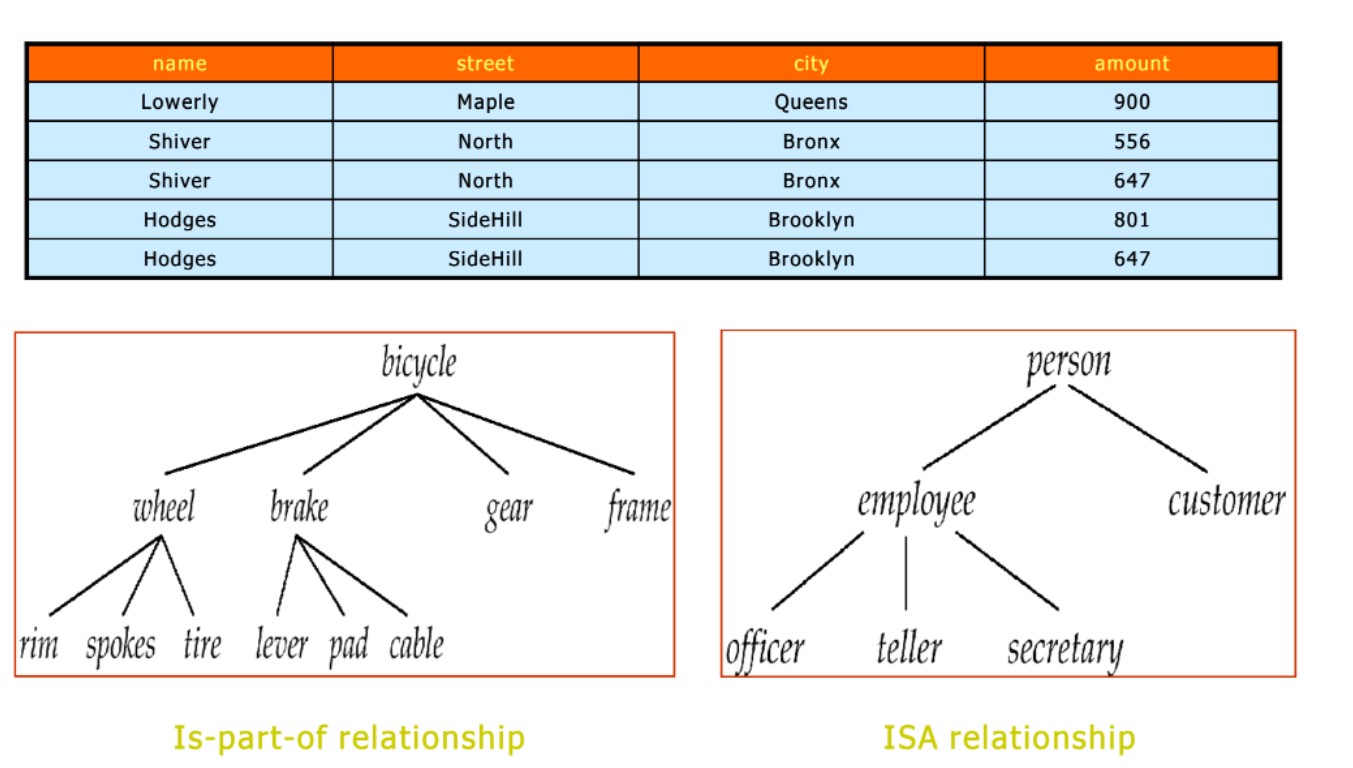 name street city amount
Lowerly Maple Queens 900
Shiver North Bronx 556
Shiver North Bronx 647
Hodges SideHill Brooklyn 801
Hodges SideHill Brooklyn 647
bicycle
wheel brake gear frame
rim spokes tire lever pad cable
Is-part-of relationship
person
employee customer
officer teller secretary
ISA relationship